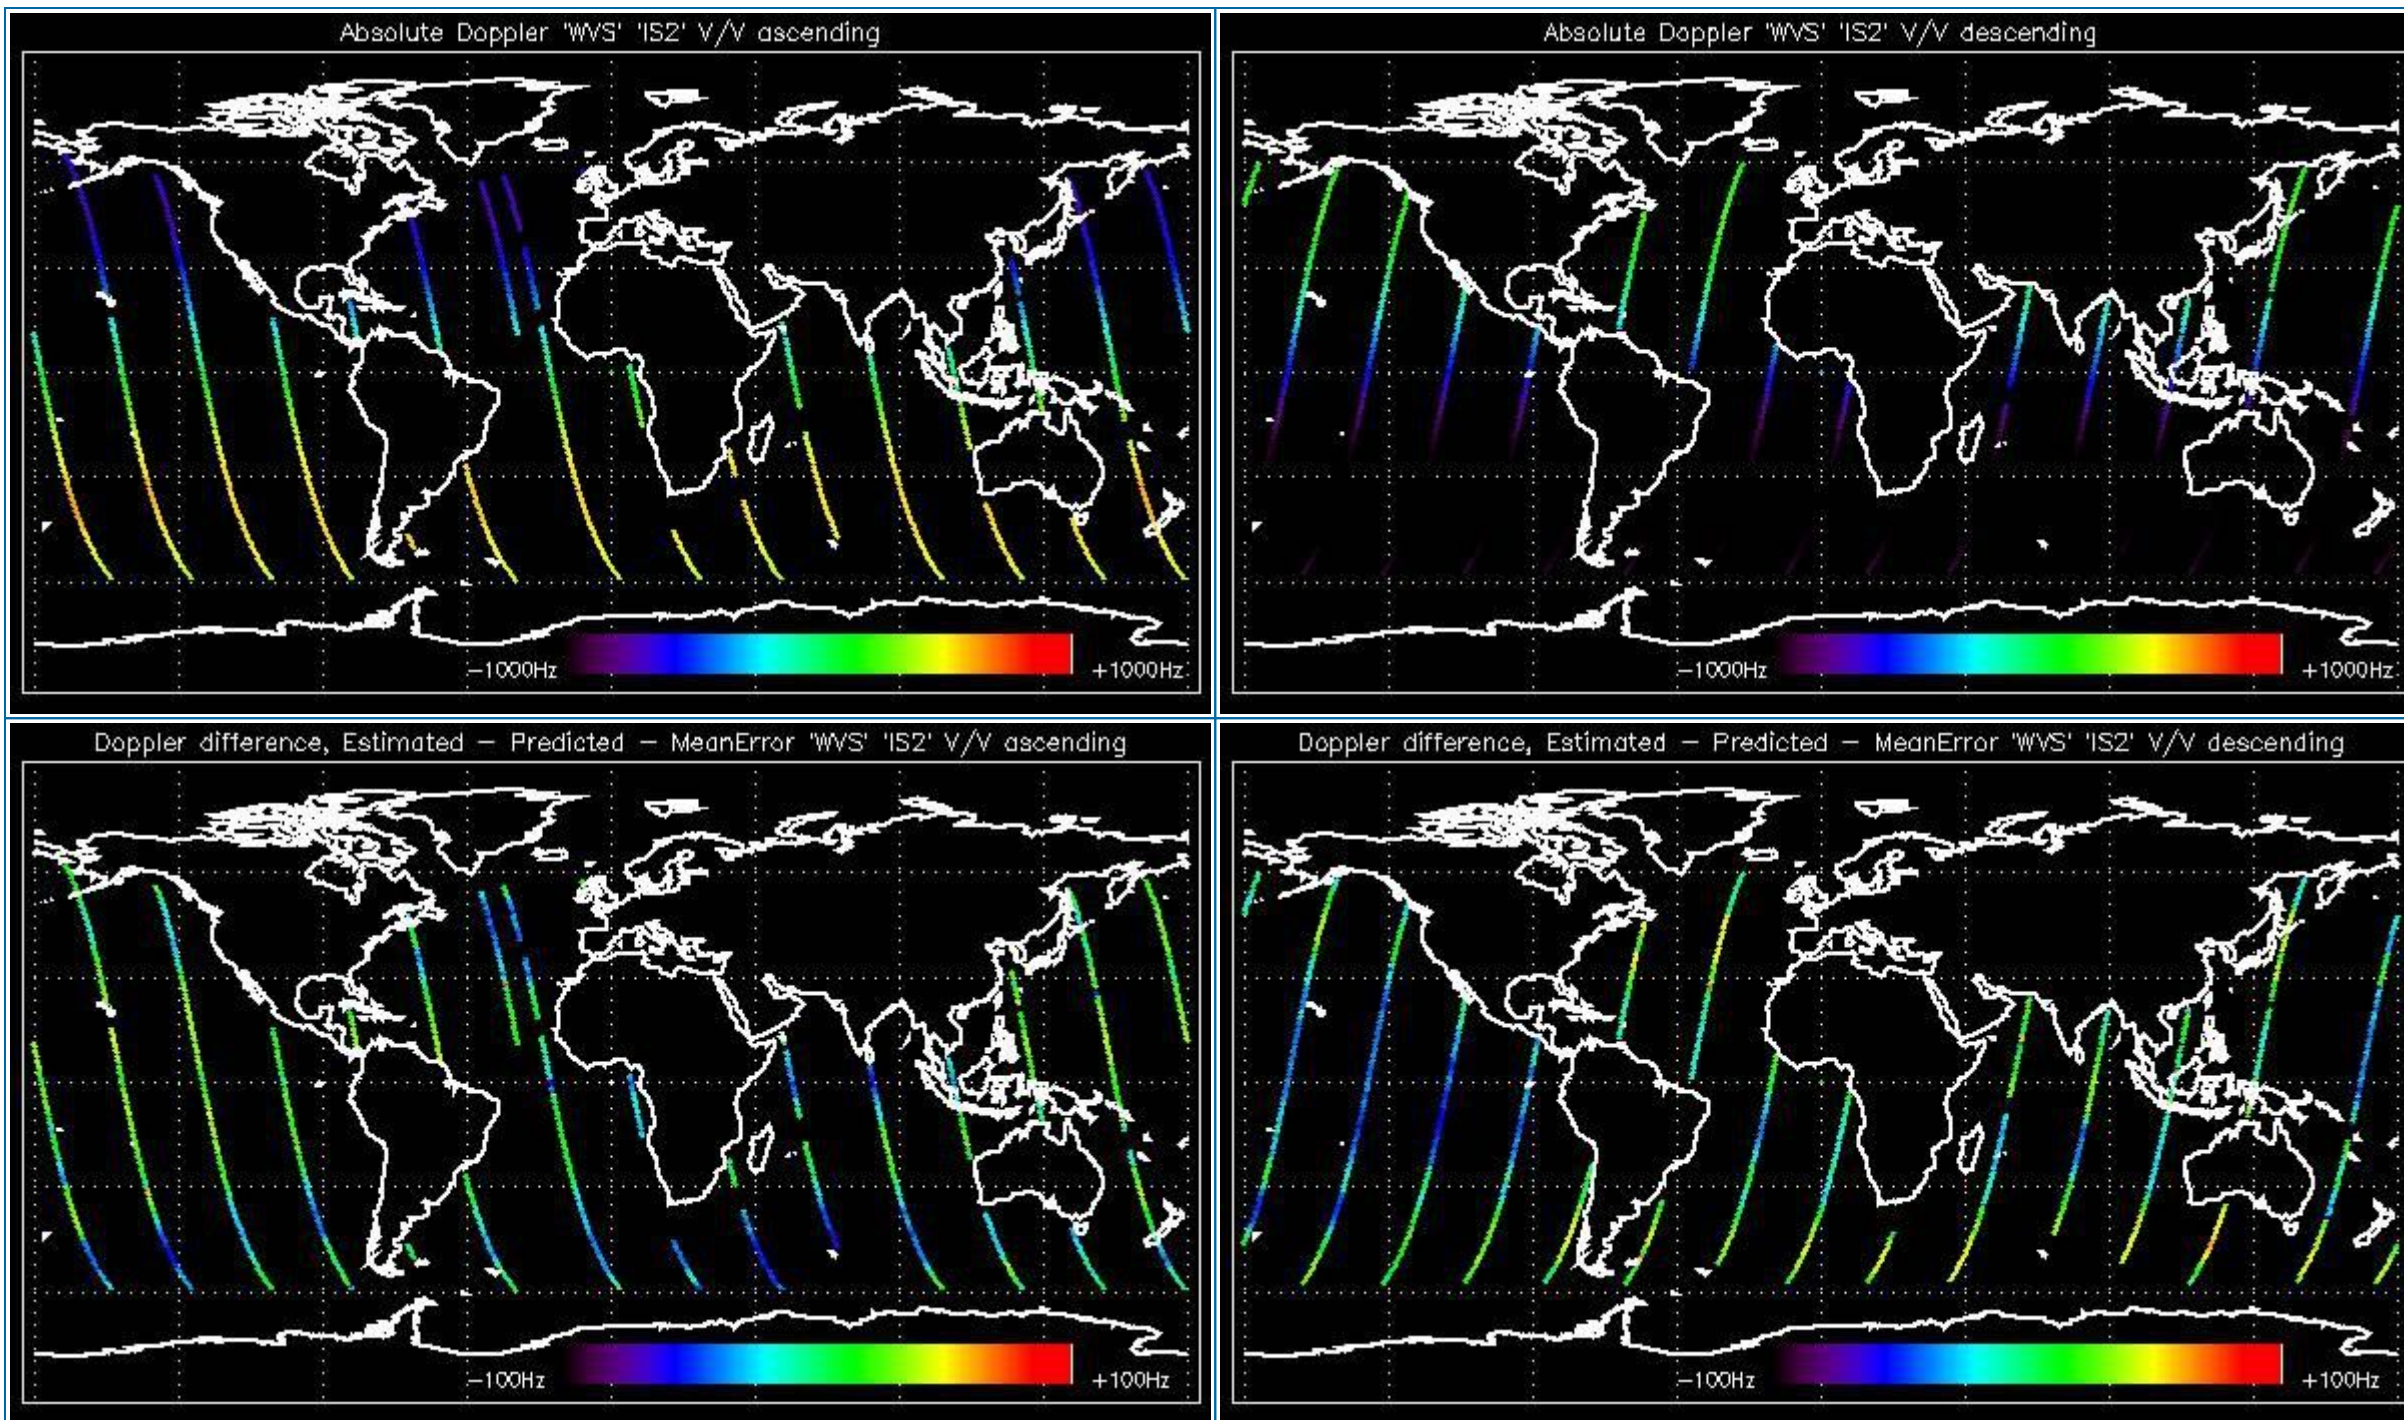 Absolute Doppler 'WVS' 'IS2' V/V ascending
-1000Hz
+1000Hz
Absolute Doppler 'WVS' 'IS2' V/V descending
-1000Hz
+1000Hz
Doppler difference, Estimated - Predicted - MeanError 'WVS' 'IS2' V/V ascending
-100Hz
+100Hz
Doppler difference, Estimated - Predicted - MeanError 'WVS' 'IS2' V/V descending
-100Hz
+100Hz